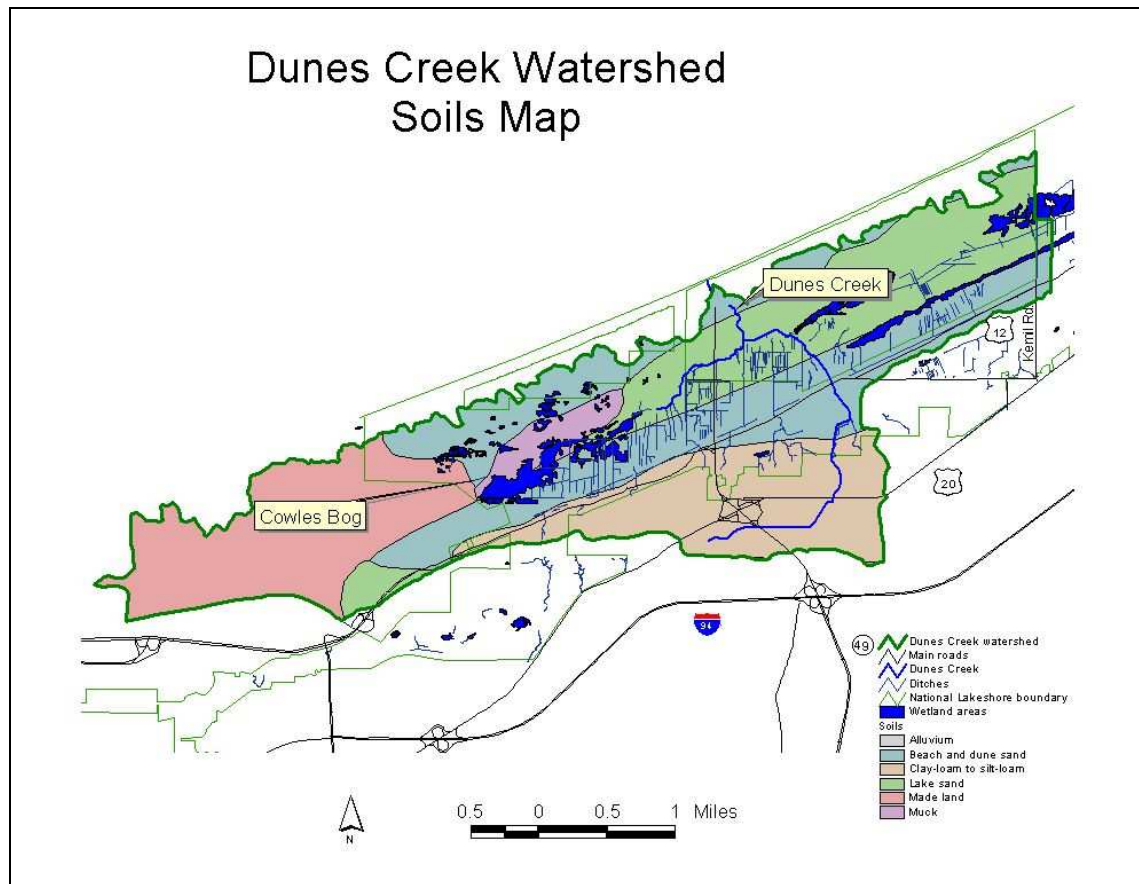 Dunes Creek Watershed
Soils Map
Dunes Creek
12
Kemil Rd.
20
Cowles Bog
94
49
Dunes Creek watershed
Main roads
Dunes Creek
Ditches
National Lakeshore boundary
Wetland areas
Soils
Alluvium
Beach and dune sand
Clay-loam to silt-loam
Lake sand
Made land
Muck
0.5 0 0.5 1 Miles
N